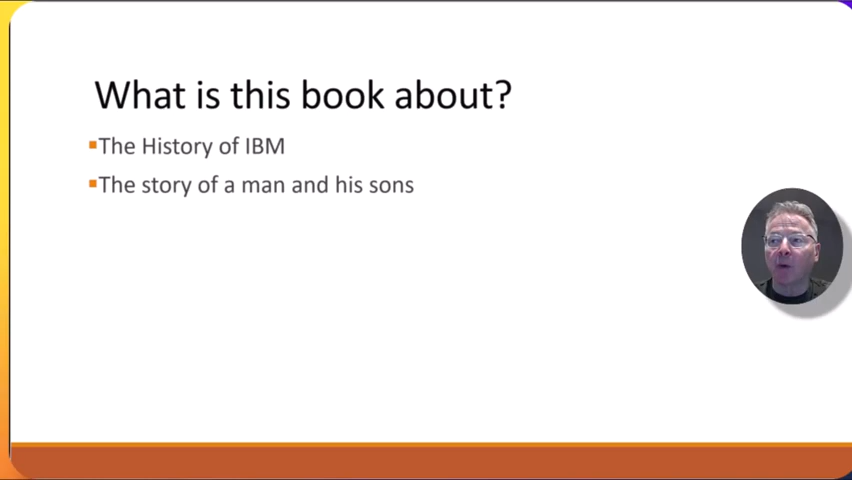 What is this book about?
The History of IBM
The story of a man and his sons